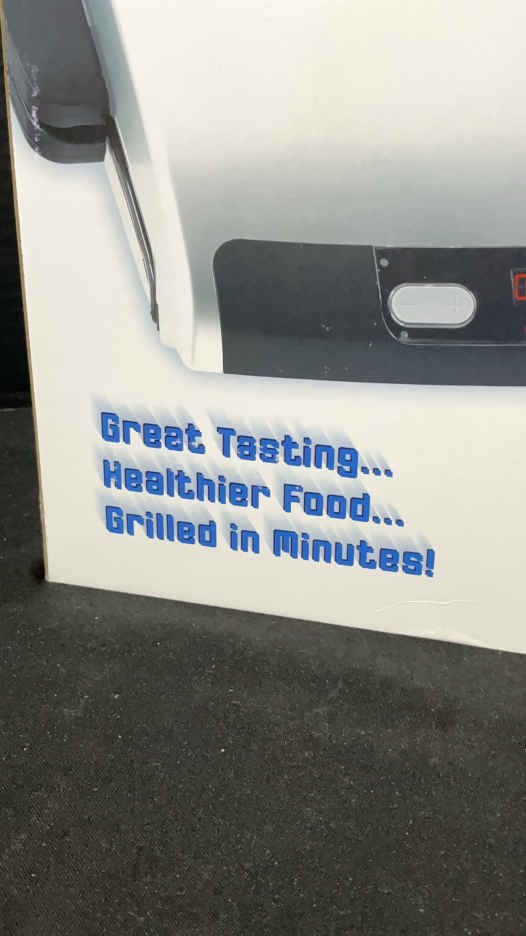 Great Tasting...
Healthier Food...
Grilled in Minutes!